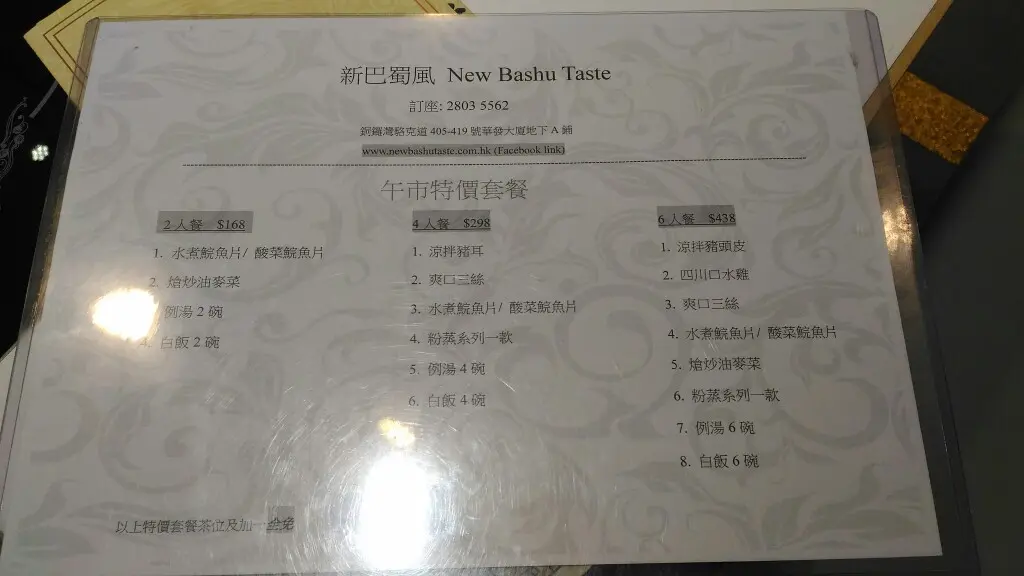 新巴蜀風 New Bashu Taste
訂座: 2803 5562
銅鑼灣駱克道 405-419 號華發大廈地下 A 鋪
www.newbashutaste.com.hk (Facebook link)
午市特價套餐
2 人餐 $168
1. 水煮鯇魚片/ 酸菜鯇魚片
2. 熗炒油麥菜
例湯 2 碗
4. 白飯 2 碗
4 人餐 $298
1. 涼拌豬耳
2. 爽口三絲
3. 水煮鯇魚片/ 酸菜鯇魚片
4. 粉蒸系列一款
5. 例湯 4 碗
6. 白飯 4 碗
6 人餐 $438
1. 涼拌豬頭皮
2. 四川口水雞
3. 爽口三絲
4. 水煮鯇魚片/ 酸菜鯇魚片
5. 熗炒油麥菜
6. 粉蒸系列一款
7. 例湯 6 碗
8. 白飯 6 碗
以上特價套餐茶位及加一全免